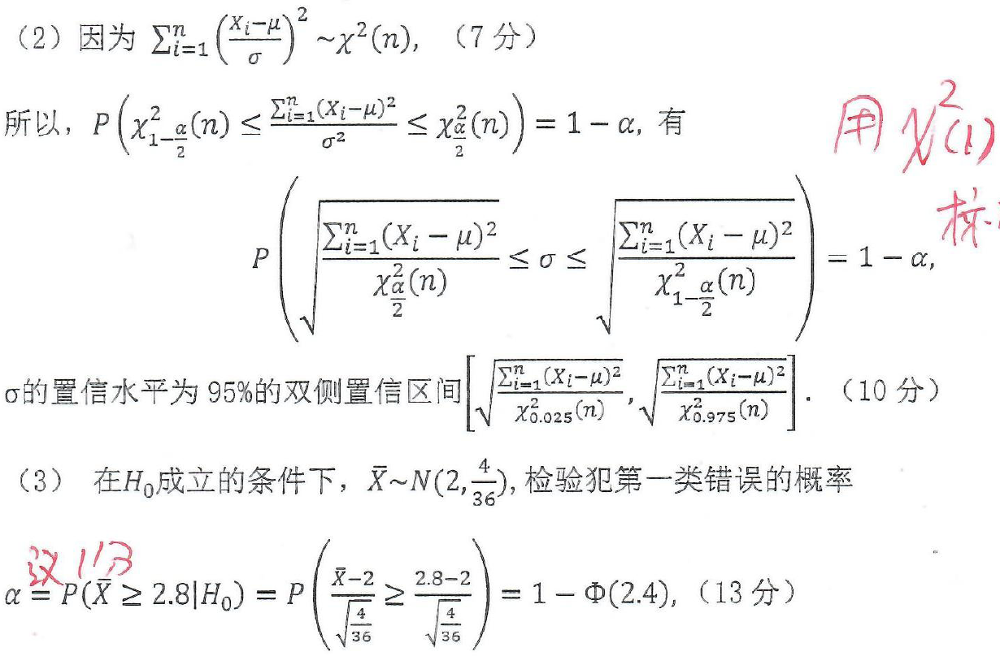 （2）因为 $\sum_{i=1}^{n}\left(\frac{X_i-\mu}{\sigma}\right)^2 \sim \chi^2(n)$, （7 分）
所以, $P\left(\chi^2_{1-\frac{\alpha}{2}}(n) \le \frac{\sum_{i=1}^{n}(X_i-\mu)^2}{\sigma^2} \le \chi^2_{\frac{\alpha}{2}}(n)\right) = 1-\alpha$, 有
用 $\chi^2(1)$
$P\left(\sqrt{\frac{\sum_{i=1}^{n}(X_i-\mu)^2}{\chi^2_{\frac{\alpha}{2}}(n)}} \le \sigma \le \sqrt{\frac{\sum_{i=1}^{n}(X_i-\mu)^2}{\chi^2_{1-\frac{\alpha}{2}}(n)}}\right) = 1-\alpha,$
σ的置信水平为 95%的双侧置信区间$\left[\sqrt{\frac{\sum_{i=1}^{n}(X_i-\mu)^2}{\chi^2_{0.025}(n)}}, \sqrt{\frac{\sum_{i=1}^{n}(X_i-\mu)^2}{\chi^2_{0.975}(n)}}\right]$. （10 分）
（3） 在$H_0$成立的条件下, $\bar{X} \sim N(2, \frac{4}{36})$, 检验犯第一类错误的概率
$\alpha = P(\bar{X} \ge 2.8|H_0) = P\left(\frac{\bar{X}-2}{\sqrt{\frac{4}{36}}} \ge \frac{2.8-2}{\sqrt{\frac{4}{36}}}\right) = 1-\Phi(2.4)$, （13 分）